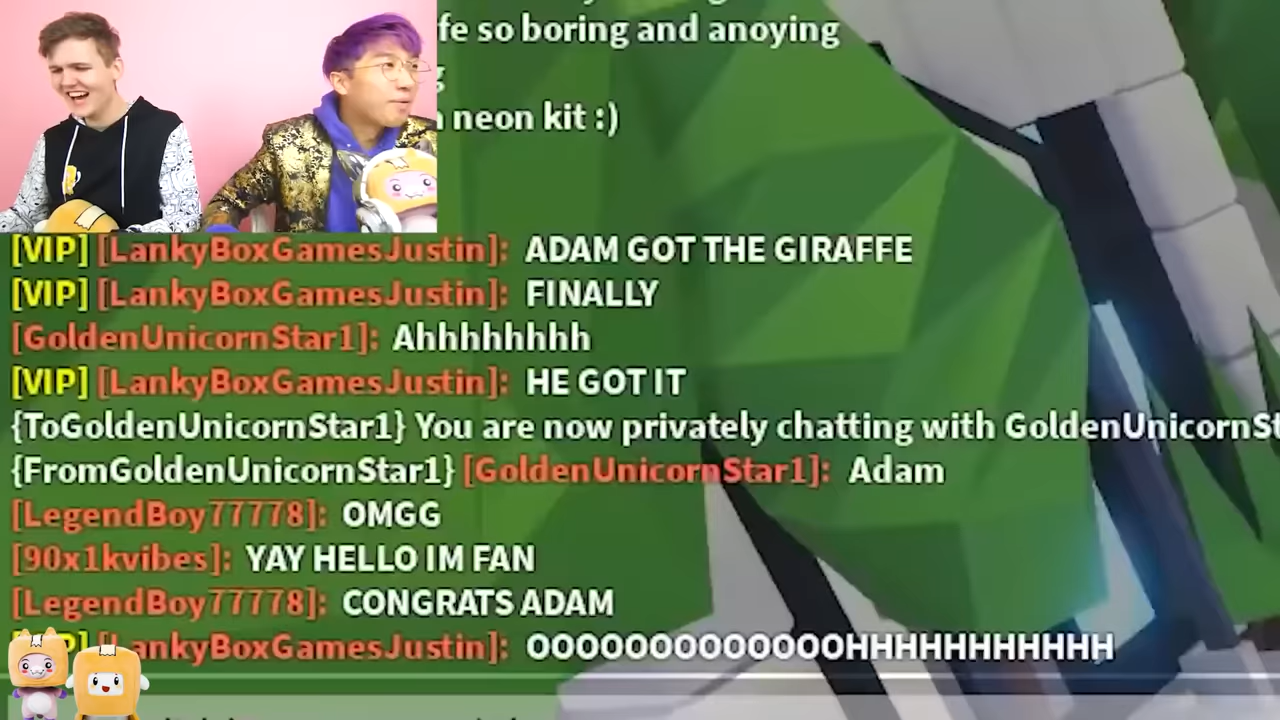 fe so boring and anoying
g
neon kit :)
[VIP] [LankyBoxGamesJustin]: ADAM GOT THE GIRAFFE
[VIP] [LankyBoxGamesJustin]: FINALLY
[GoldenUnicornStar1]: Ahhhhhhhhh
[VIP] [LankyBoxGamesJustin]: HE GOT IT
{ToGoldenUnicornStar1} You are now privately chatting with GoldenUnicornSt
{FromGoldenUnicornStar1} [GoldenUnicornStar1]: Adam
[LegendBoy77778]: OMGG
[90x1kvibes]: YAY HELLO IM FAN
[LegendBoy77778]: CONGRATS ADAM
P] [LankyBoxGamesJustin]: OOOOOOOOOOOOOOHHHHHHHHHHHH